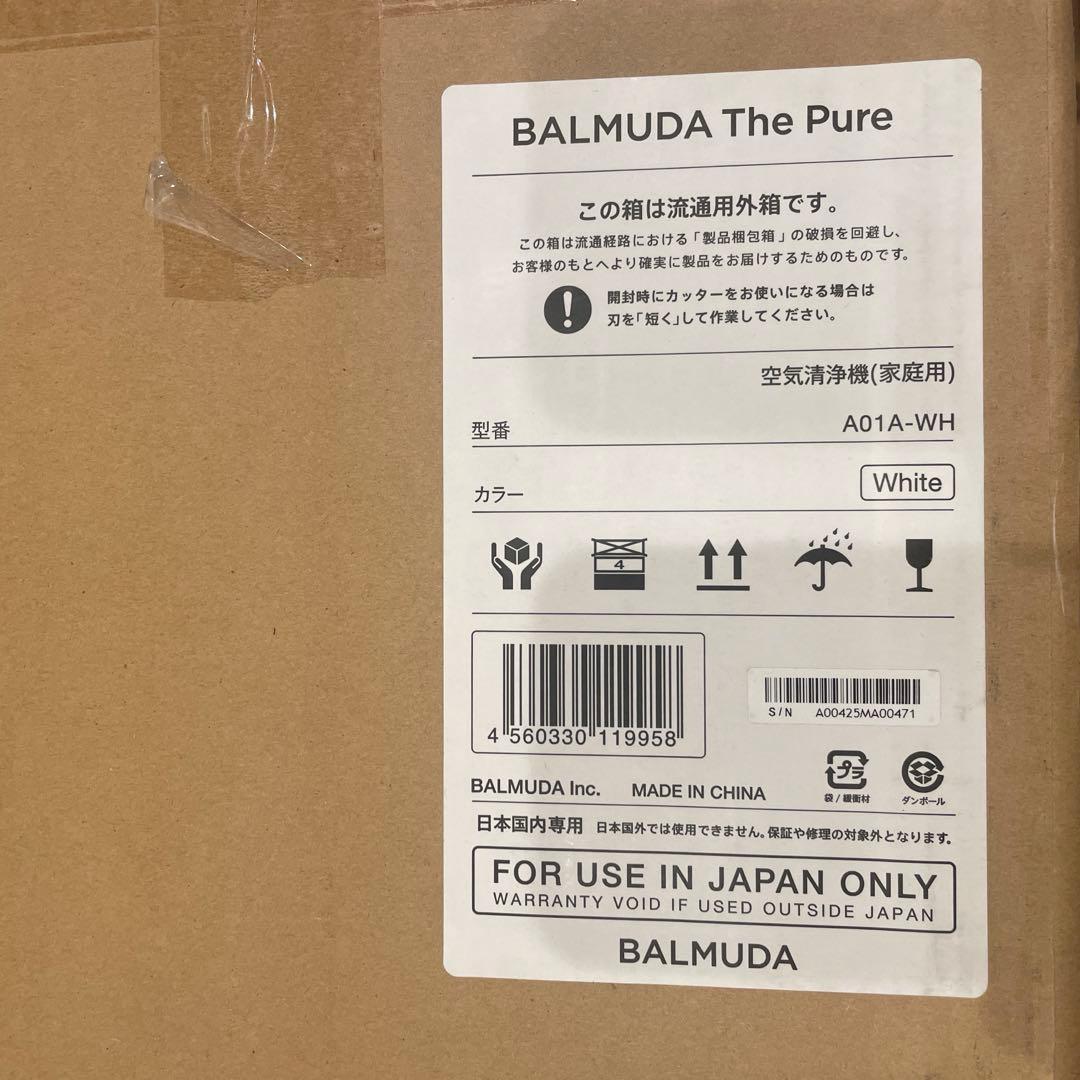 BALMUDA The Pure
この箱は流通用外箱です。
この箱は流通経路における「製品梱包箱」の破損を回避し、
お客様のもとへより確実に製品をお届けするためのものです。
開封時にカッターをお使いになる場合は
刃を「短く」して作業してください。
空気清浄機(家庭用)
型番 A01A-WH
カラー White
4
4 560330 119958
S/N A00425MA00471
プラ
袋/緩衝材 ダンボール
BALMUDA Inc. MADE IN CHINA
日本国内専用 日本国外では使用できません。保証や修理の対象外となります。
FOR USE IN JAPAN ONLY
WARRANTY VOID IF USED OUTSIDE JAPAN
BALMUDA